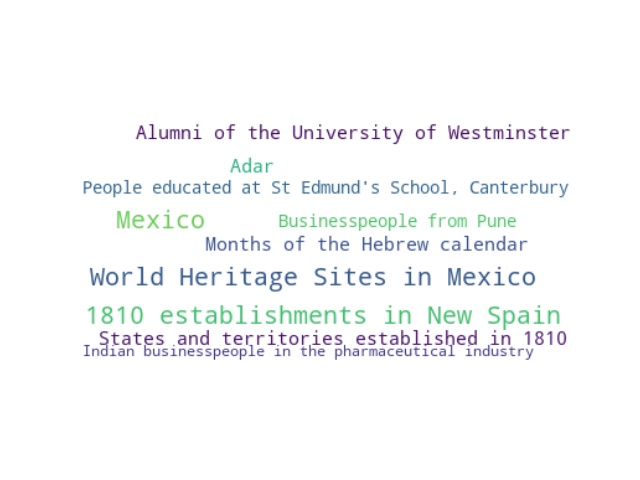 Alumni of the University of Westminster
Adar
People educated at St Edmund's School, Canterbury
Mexico
Businesspeople from Pune
Months of the Hebrew calendar
World Heritage Sites in Mexico
1810 establishments in New Spain
States and territories established in 1810
Indian businesspeople in the pharmaceutical industry